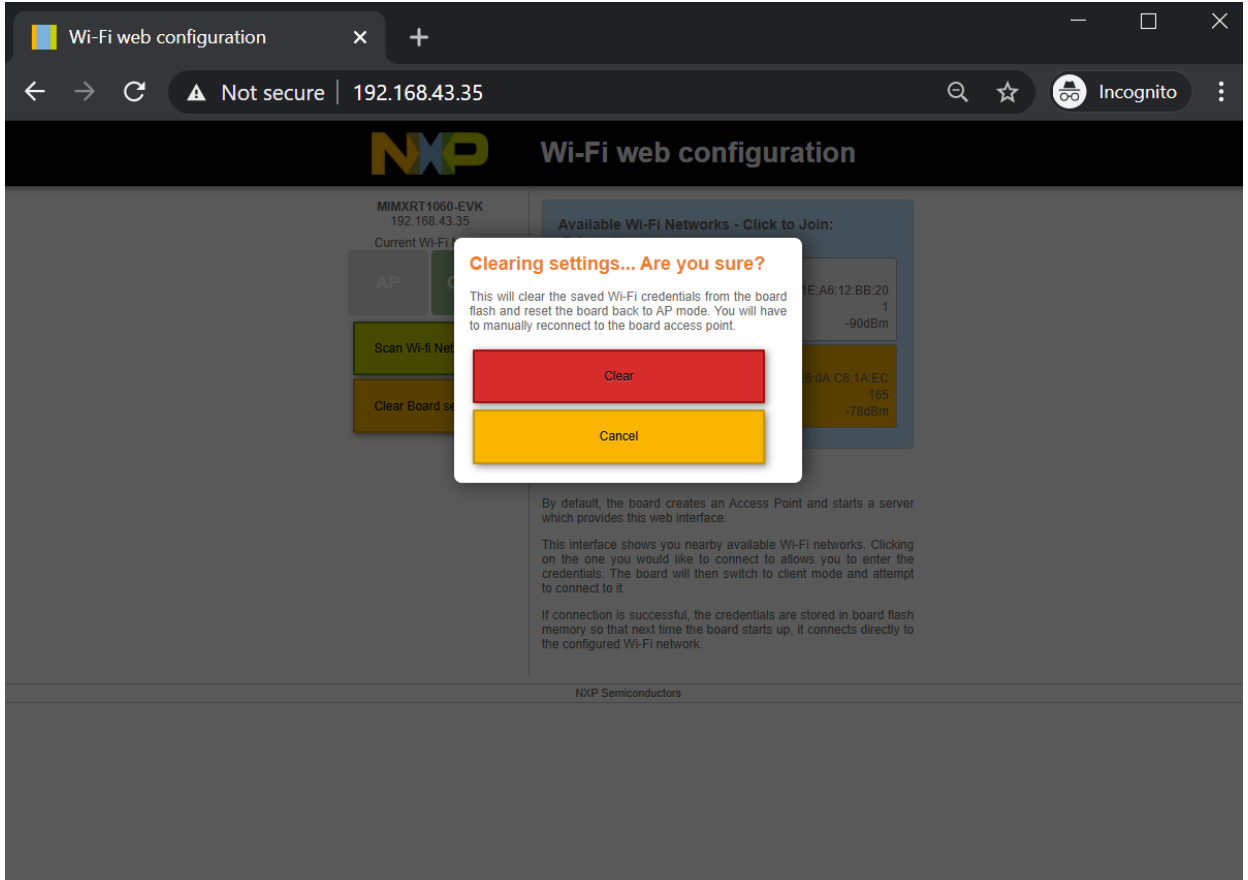 Wi-Fi web configuration
Not secure | 192.168.43.35
Incognito
NXP
Wi-Fi web configuration
MIMXRT1060-EVK
192.168.43.35
Current Wi-Fi
AP
Available Wi-Fi Networks - Click to Join:
Clearing settings... Are you sure?
This will clear the saved Wi-Fi credentials from the board
flash and reset the board back to AP mode. You will have
to manually reconnect to the board access point.
Clear
Cancel
Scan Wi-fi
Clear Board
:A6:12:BB:20
1
-90dBm
:0A:C6:1A:EC
165
-78dBm
By default, the board creates an Access Point and starts a server
which provides this web interface.
This interface shows you nearby available Wi-Fi networks. Clicking
on the one you would like to connect to allows you to enter the
credentials. The board will then switch to client mode and attempt
to connect to it.
If connection is successful, the credentials are stored in board flash
memory so that next time the board starts up, it connects directly to
the configured Wi-Fi network.
NXP Semiconductors